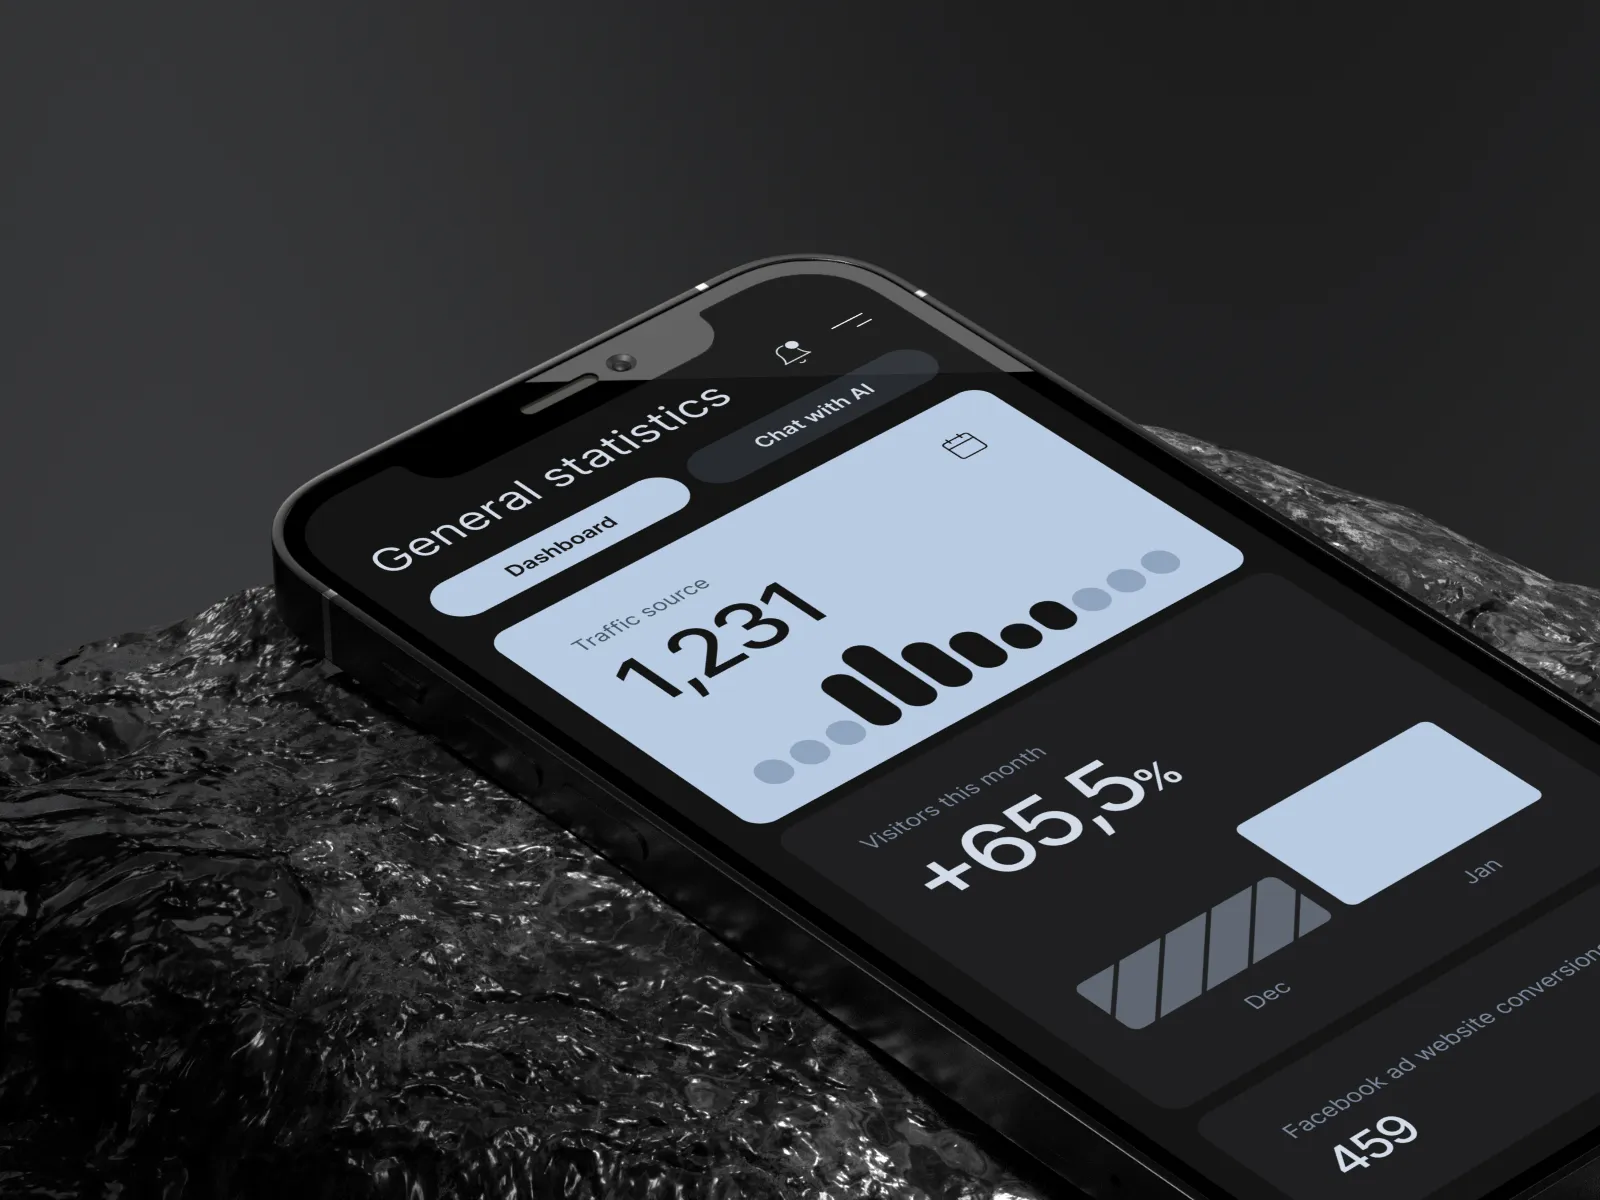 General statistics
Dashboard
Chat with AI
Traffic source
1,231
Visitors this month
+65,5%
Dec
Jan
Facebook ad website conversions
459